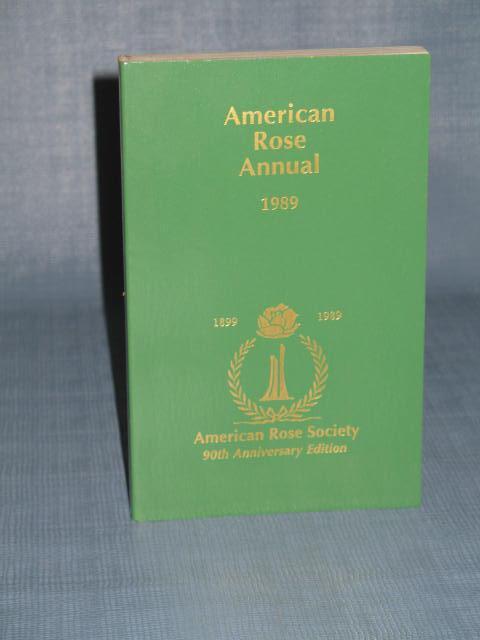 American
Rose
Annual
1989
1899 1989
American Rose Society
90th Anniversary Edition